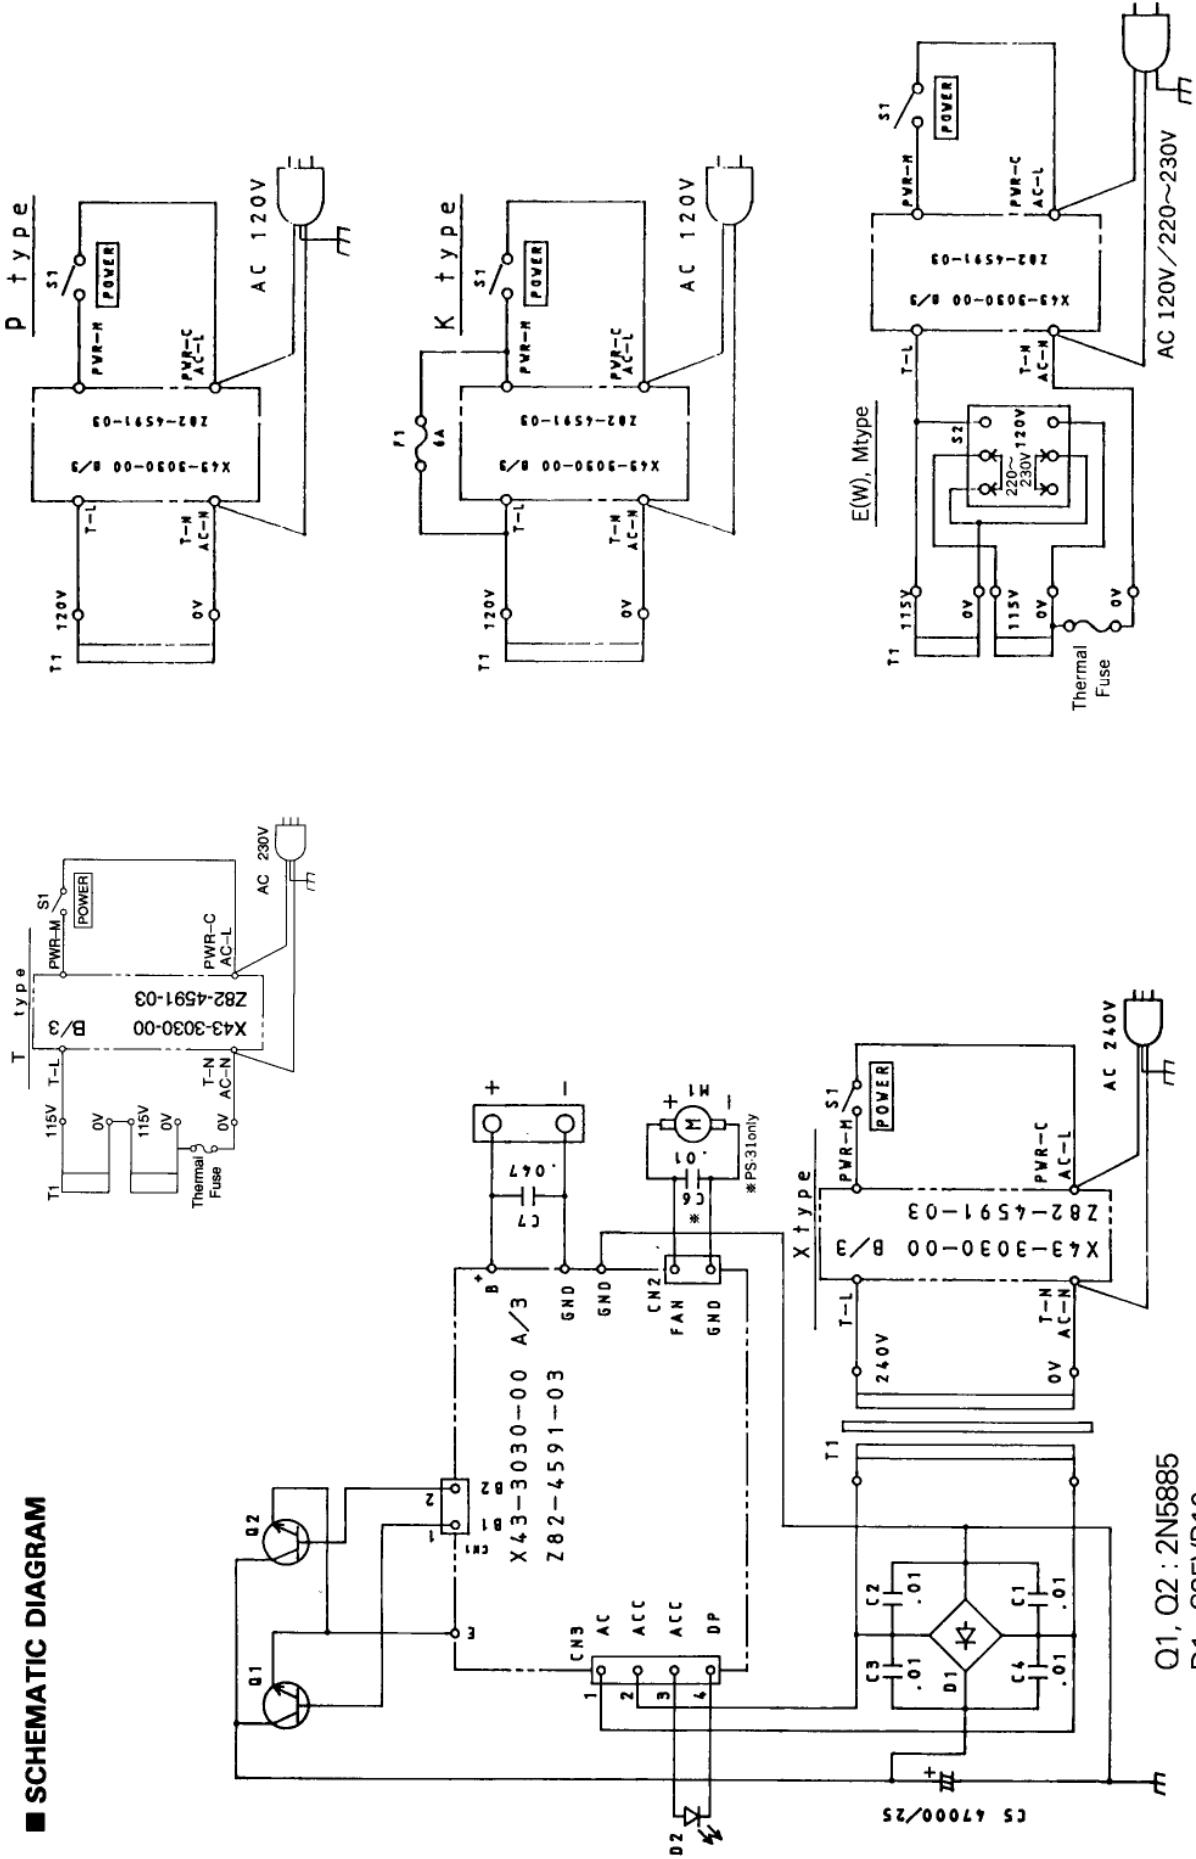 ■ SCHEMATIC DIAGRAM
P type
S1
POWER
PWR-M
PWR-C
AC-L
AC 120V
X43-3030-00 B/3
Z82-4591-03
T-L
T-N
AC-N
120V
0V
T1
K type
S1
POWER
PWR-M
PWR-C
AC-L
AC 120V
F1
6A
X43-3030-00 B/3
Z82-4591-03
T-L
T-N
AC-N
120V
0V
T1
E(W), Mtype
S1
POWER
PWR-M
PWR-C
AC-L
AC 120V/220~230V
X43-3030-00 B/3
Z82-4591-03
T-L
T-N
AC-N
S2
220~
230V
120V
115V
0V
115V
0V
0V
T1
Thermal
Fuse
T type
S1
POWER
PWR-M
PWR-C
AC-L
AC 230V
X43-3030-00 B/3
Z82-4591-03
T-L
T-N
AC-N
115V
0V
115V
0V
0V
T1
Thermal
Fuse
X type
S1
POWER
PWR-M
PWR-C
AC-L
AC 240V
X43-3030-00 B/3
Z82-4591-03
T-L
T-N
AC-N
240V
0V
T1
Q1
Q2
E
CN1
1
2
B1
B2
X43-3030-00 A/3
Z82-4591-03
+
B
GND
GND
C7
.047
+
-
CN2
FAN
GND
C6
.01
※
M1
M
+
-
※PS-31only
CN3
AC
ACC
ACC
DP
1
2
3
4
D2
C5 47000/25
+
D1
C1
.01
C2
.01
C3
.01
C4
.01
Q1, Q2 : 2N5885